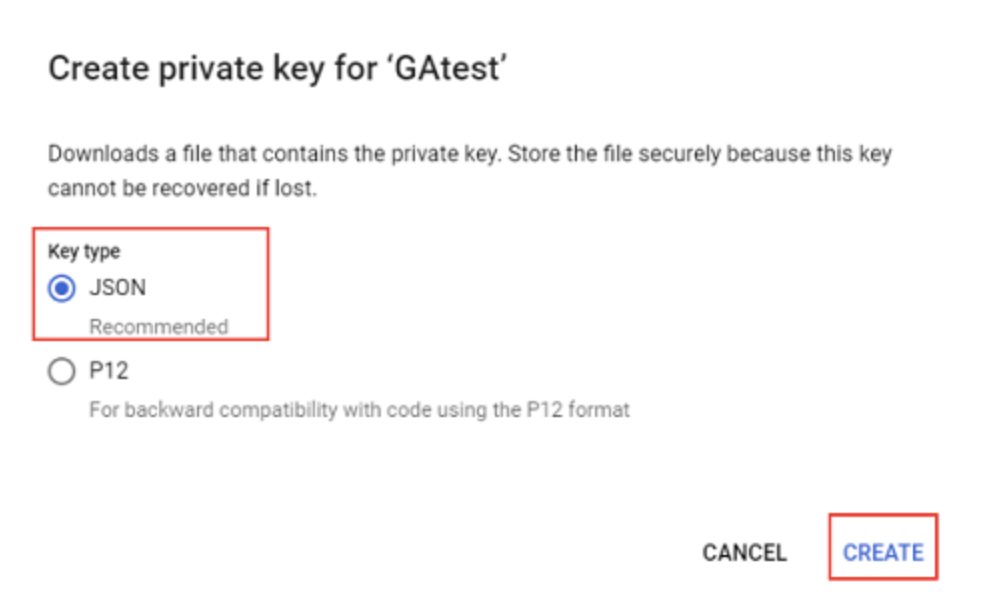 Create private key for ‘GAtest’
Downloads a file that contains the private key. Store the file securely because this key
cannot be recovered if lost.
Key type
JSON
Recommended
P12
For backward compatibility with code using the P12 format
CANCEL CREATE